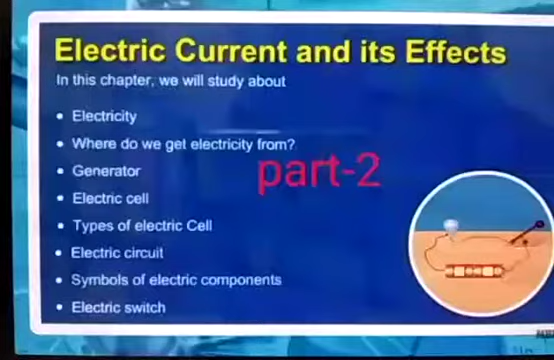 Electric Current and its Effects
In this chapter, we will study about
• Electricity
• Where do we get electricity from?
part-2
• Generator
• Electric cell
• Types of electric Cell
• Electric circuit
• Symbols of electric components
• Electric switch